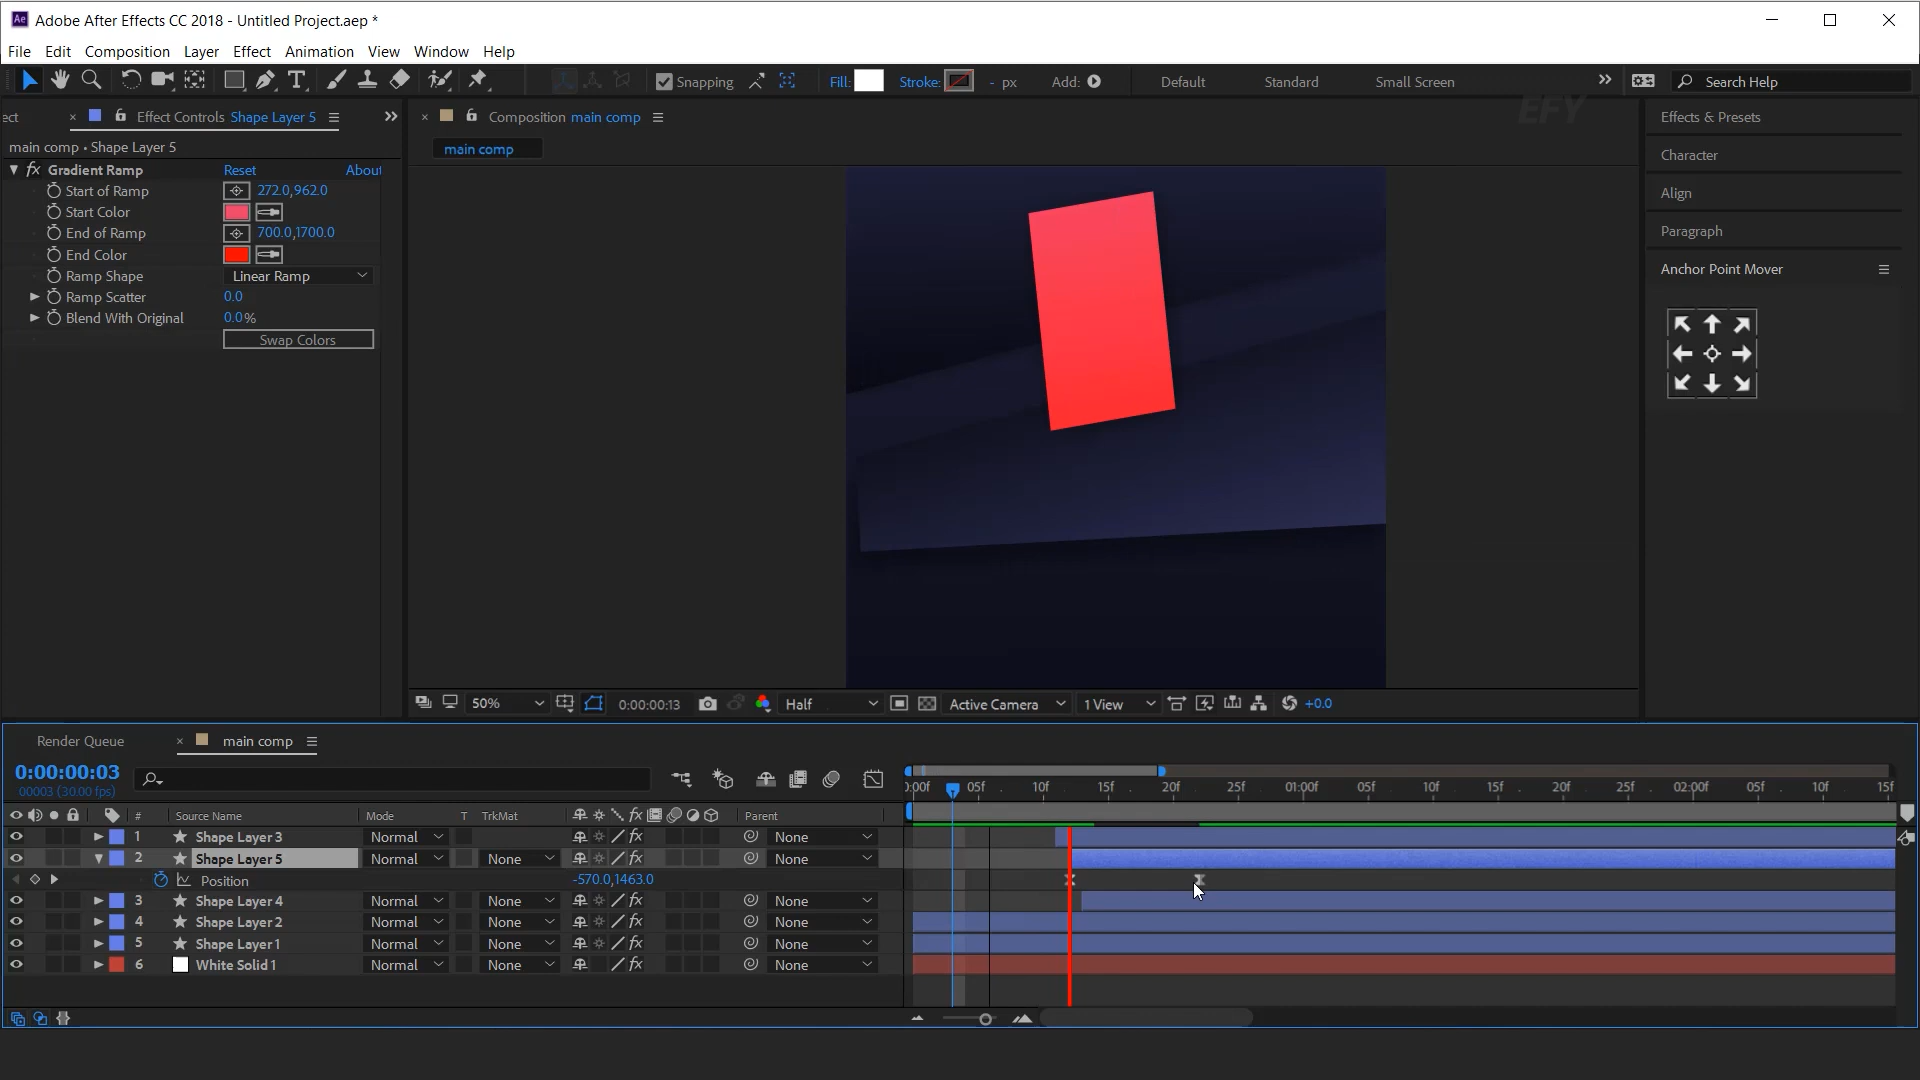 Ae Adobe After Effects CC 2018 - Untitled Project.aep *
File Edit Composition Layer Effect Animation View Window Help
Snapping Fill: Stroke: - px Add: Default Standard Small Screen Search Help
EFY
ect × Effect Controls Shape Layer 5
main comp • Shape Layer 5
fx Gradient Ramp Reset About
Start of Ramp 272.0,962.0
Start Color
End of Ramp 700.0,1700.0
End Color
Ramp Shape Linear Ramp
Ramp Scatter 0.0
Blend With Original 0.0%
Swap Colors
× Composition main comp
main comp
50% 0:00:00:13 Half Active Camera 1 View +0.0
Effects & Presets
Character
Align
Paragraph
Anchor Point Mover
Render Queue × main comp
0:00:00:03
00003 (30.00 fps)
# Source Name Mode T TrkMat Parent
1 Shape Layer 3 Normal None
2 Shape Layer 5 Normal None None
Position -570.0,1463.0
3 Shape Layer 4 Normal None None
4 Shape Layer 2 Normal None None
5 Shape Layer 1 Normal None None
6 White Solid 1 Normal None None
):00f 05f 10f 15f 20f 25f 01:00f 05f 10f 15f 20f 25f 02:00f 05f 10f 15f